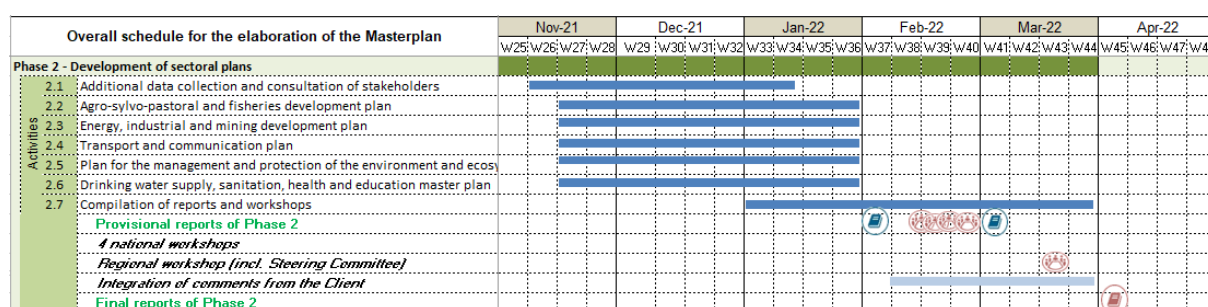 Overall schedule for the elaboration of the Masterplan
Nov-21 Dec-21 Jan-22 Feb-22 Mar-22 Apr-22
W25 W26 W27 W28 W29 W30 W31 W32 W33 W34 W35 W36 W37 W38 W39 W40 W41 W42 W43 W44 W45 W46 W47 W4
Phase 2 - Development of sectoral plans
Activities
2.1 Additional data collection and consultation of stakeholders
2.2 Agro-sylvo-pastoral and fisheries development plan
2.3 Energy, industrial and mining development plan
2.4 Transport and communication plan
2.5 Plan for the management and protection of the environment and ecosy
2.6 Drinking water supply, sanitation, health and education master plan
2.7 Compilation of reports and workshops
Provisional reports of Phase 2
4 national workshops
Regional workshop (incl. Steering Committee)
Integration of comments from the Client
Final reports of Phase 2